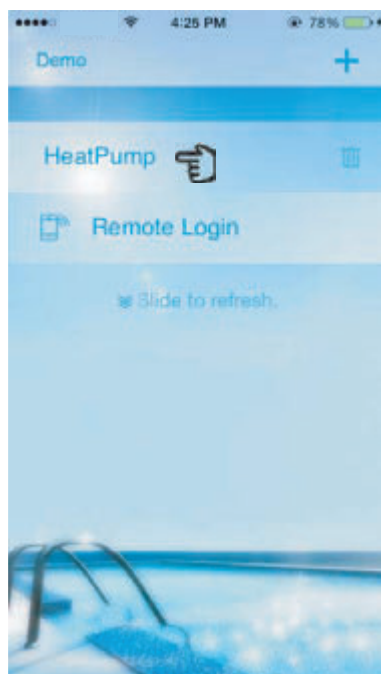 4:25 PM 78%
Demo +
HeatPump
Remote Login
Slide to refresh.